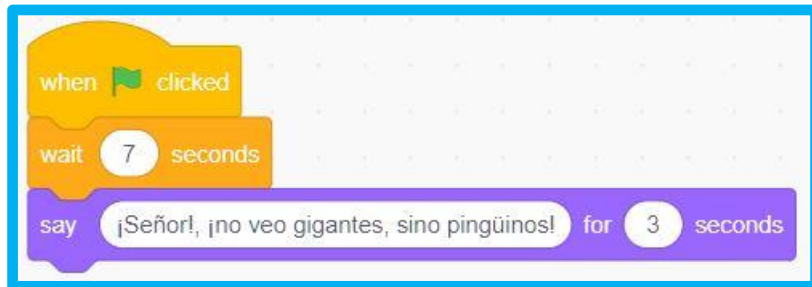 when clicked
wait 7 seconds
say ¡Señor!, ¡no veo gigantes, sino pingüinos! for 3 seconds